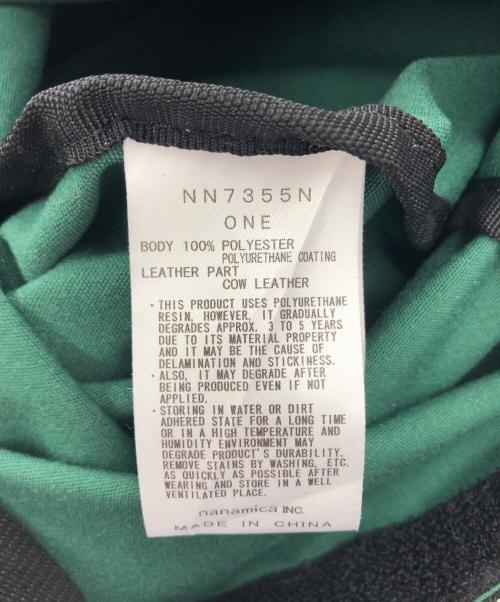 NN7355N
ONE
BODY 100% POLYESTER
POLYURETHANE COATING
LEATHER PART
COW LEATHER
・THIS PRODUCT USES POLYURETHANE
RESIN, HOWEVER, IT GRADUALLY
DEGRADES APPROX. 3 TO 5 YEARS
DUE TO ITS MATERIAL PROPERTY
AND IT MAY BE THE CAUSE OF
DELAMINATION AND STICKINESS.
・ALSO, IT MAY DEGRADE AFTER
BEING PRODUCED EVEN IF NOT
APPLIED.
・STORING IN WATER OR DIRT
ADHERED STATE FOR A LONG TIME
OR IN A HIGH TEMPERATURE AND
HUMIDITY ENVIRONMENT MAY
DEGRADE PRODUCT'S DURABILITY.
REMOVE STAINS BY WASHING, ETC.
AS QUICKLY AS POSSIBLE AFTER
WEARING AND STORE IN A WELL
VENTILATED PLACE.
nanamica INC.
MADE IN CHINA